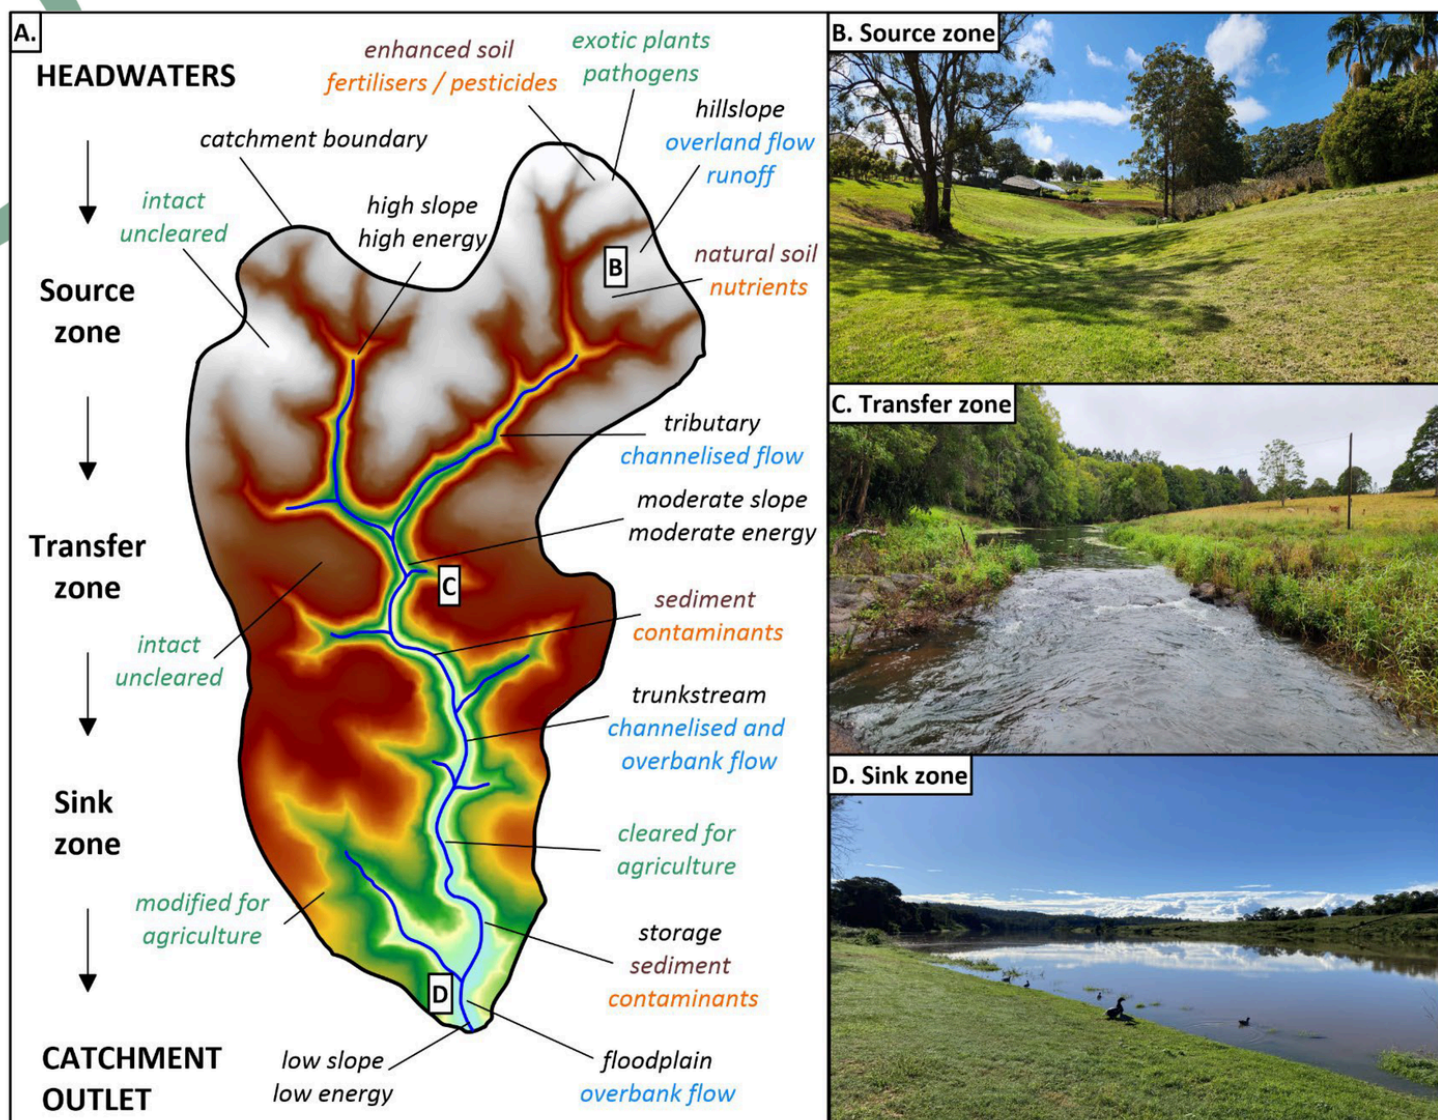 A.
HEADWATERS
enhanced soil
fertilisers / pesticides
exotic plants
pathogens
hillslope
overland flow
runoff
catchment boundary
intact
uncleared
high slope
high energy
B
natural soil
nutrients
Source
zone
tributary
channelised flow
moderate slope
moderate energy
Transfer
zone
C
sediment
contaminants
intact
uncleared
trunkstream
channelised and
overbank flow
Sink
zone
cleared for
agriculture
modified for
agriculture
storage
sediment
contaminants
D
CATCHMENT
OUTLET
low slope
low energy
floodplain
overbank flow
B. Source zone
C. Transfer zone
D. Sink zone